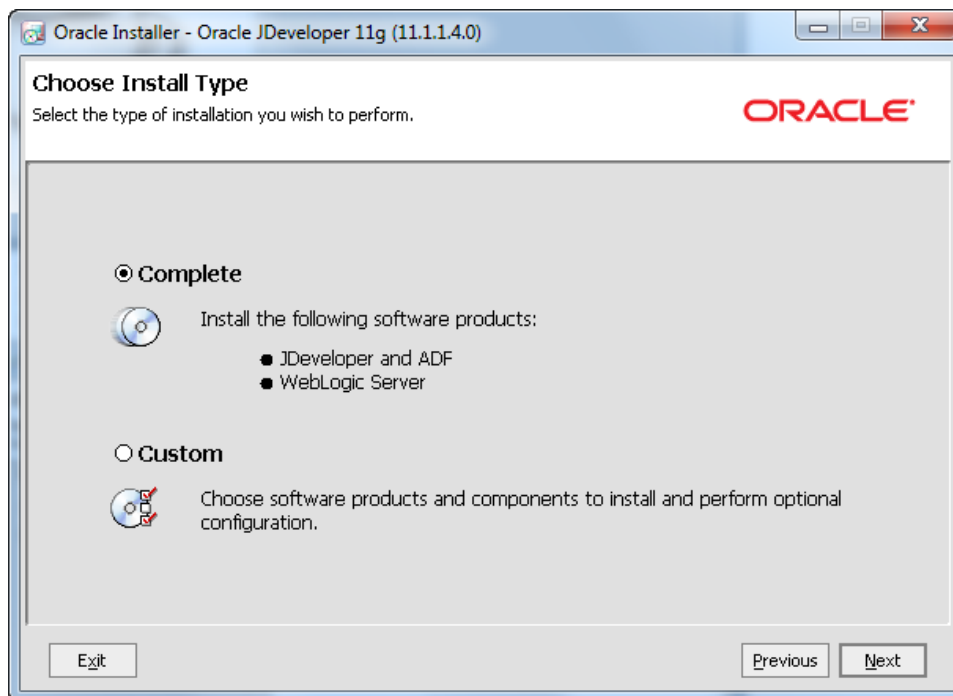 Oracle Installer - Oracle JDeveloper 11g (11.1.1.4.0)
Choose Install Type
Select the type of installation you wish to perform.
ORACLE
Complete
Install the following software products:
JDeveloper and ADF
WebLogic Server
Custom
Choose software products and components to install and perform optional
configuration.
Exit
Previous
Next